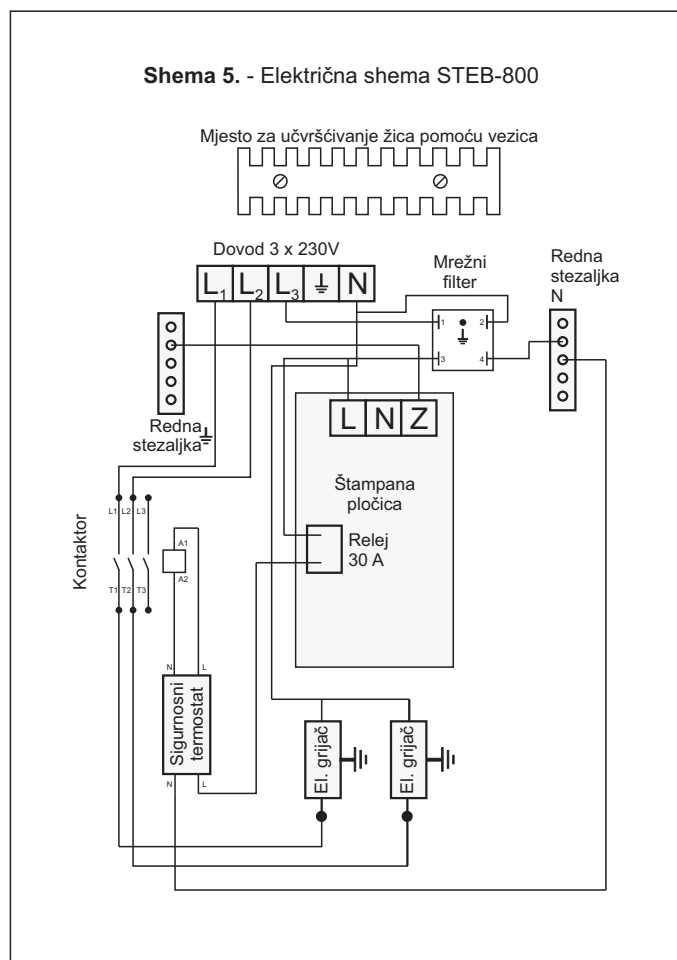 Shema 5. - Električna shema STEB-800
Mjesto za učvršćivanje žica pomoću vezica
Dovod 3 x 230V
L1 L2 L3 N
Mrežni
filter
1 2
3 4
Redna
stezaljka
N
Redna
stezaljka
L N Z
Štampana
pločica
Relej
30 A
Kontaktor
L1 L2 L3
T1 T2 T3
A1
A2
N L
Sigurnosni
termostat
N L
El. grijač
El. grijač